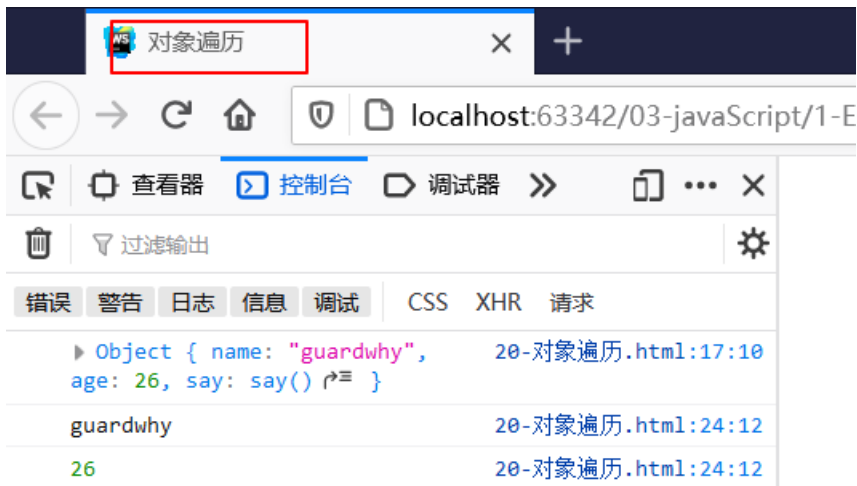 WS 对象遍历
localhost:63342/03-javaScript/1-E
查看器 控制台 调试器
过滤输出
错误 警告 日志 信息 调试 CSS XHR 请求
Object { name: "guardwhy", 20-对象遍历.html:17:10
age: 26, say: say() }
guardwhy 20-对象遍历.html:24:12
26 20-对象遍历.html:24:12